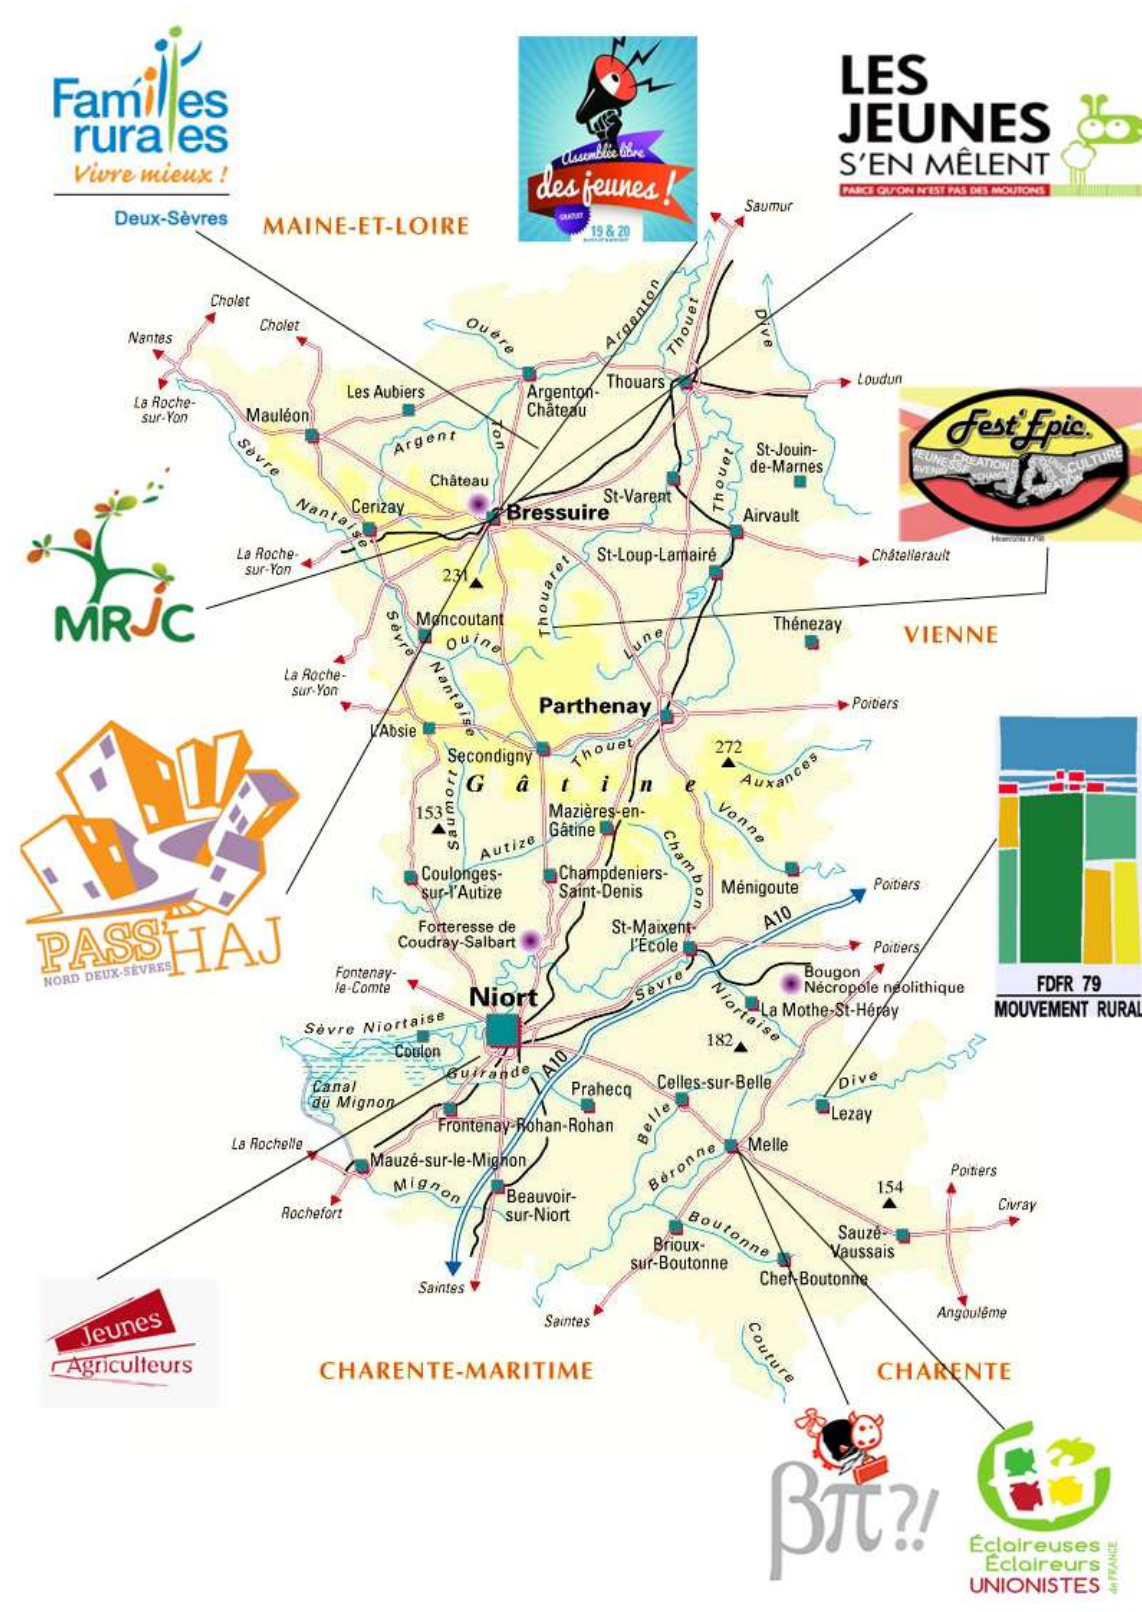 Familles
rurales
Vivre mieux !
Deux-Sèvres
Assemblée libre
des jeunes !
GRATUIT
19 & 20
LES
JEUNES
S'EN MÊLENT
PARCE QU'ON N'EST PAS DES MOUTONS
MAINE-ET-LOIRE
Saumur
Cholet
Cholet
Nantes
Ouère
Argenton
Thouet
Dive
La Roche-
sur-Yon
Les Aubiers
Argenton-
Château
Thouars
Loudun
Mauléon
Fest'Epic.
JEUNESSE
CREATION
CULTURE
AVENIR
Sèvre
Nantaise
Argent
Ton
Château
St-Jouin-
de-Marnes
Thouet
St-Varent
Cerizay
Bressuire
Airvault
La Roche-
sur-Yon
St-Loup-Lamairé
Châtellerault
MRJC
231
Thouaret
Moncoutant
Sèvre
Nantaise
Ouine
Lune
Thénezay
VIENNE
La Roche-
sur-Yon
Parthenay
Poitiers
L'Absie
Secondigny
Thouet
272
Auxances
Gâtine
153
Saumort
Mazières-en-
Gâtine
Vonne
Autize
Chambon
Coulonges-
sur-l'Autize
Champdeniers-
Saint-Denis
Ménigoute
Poitiers
A10
PASS'HAJ
NORD DEUX-SÈVRES
Forteresse de
Coudray-Salbart
St-Maixent-
l'École
Poitiers
FDFR 79
MOUVEMENT RURAL
Fontenay-
le-Comte
Bougon
Nécropole néolithique
Niort
Sèvre
Niortaise
La Mothe-St-Héray
Sèvre Niortaise
Coulon
182
Guirande
A10
Canal
du Mignon
Prahecq
Celles-sur-Belle
Dive
Lezay
Frontenay-Rohan-Rohan
Belle
La Rochelle
Melle
Mauzé-sur-le-Mignon
Béronne
Mignon
Rochefort
Beauvoir-
sur-Niort
154
Poitiers
Civray
Boutonne
Brioux-
sur-Boutonne
Sauzé-
Vaussais
Chef-Boutonne
Saintes
Saintes
Angoulême
Jeunes
Agriculteurs
CHARENTE-MARITIME
Couture
CHARENTE
βπ?!
Éclaireuses
Éclaireurs
UNIONISTES
de FRANCE